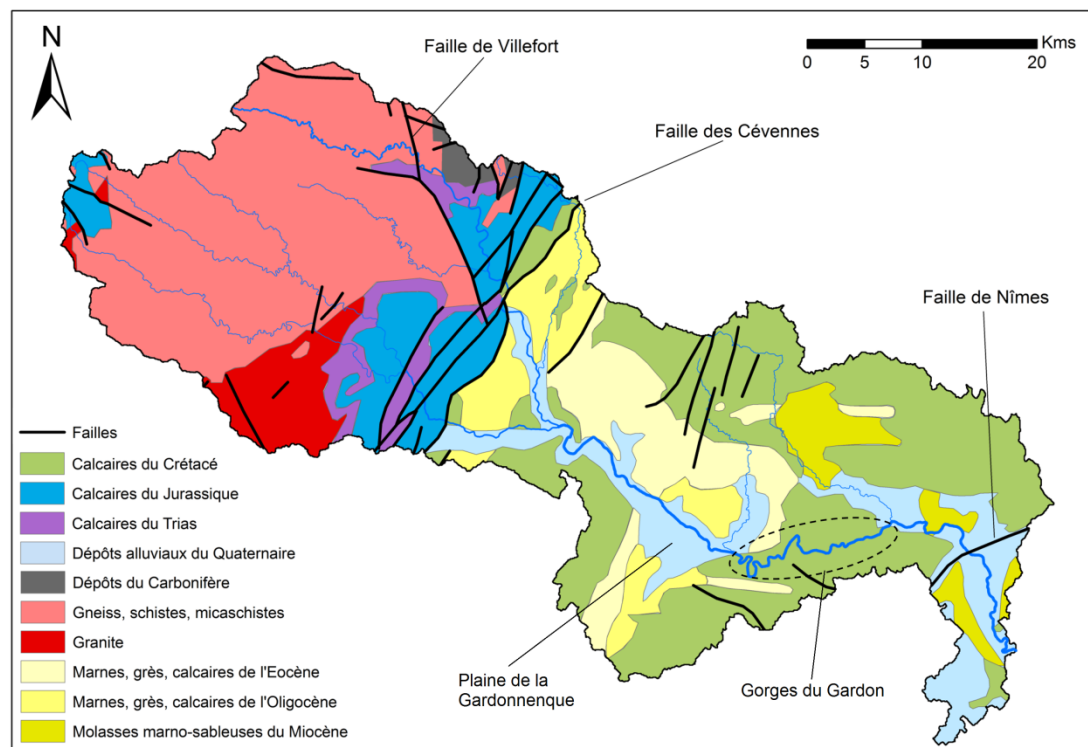 N
Faille de Villefort
Kms
0 5 10 20
Faille des Cévennes
Faille de Nîmes
Failles
Calcaires du Crétacé
Calcaires du Jurassique
Calcaires du Trias
Dépôts alluviaux du Quaternaire
Dépôts du Carbonifère
Gneiss, schistes, micaschistes
Granite
Marnes, grès, calcaires de l'Eocène
Marnes, grès, calcaires de l'Oligocène
Molasses marno-sableuses du Miocène
Plaine de la
Gardonnenque
Gorges du Gardon